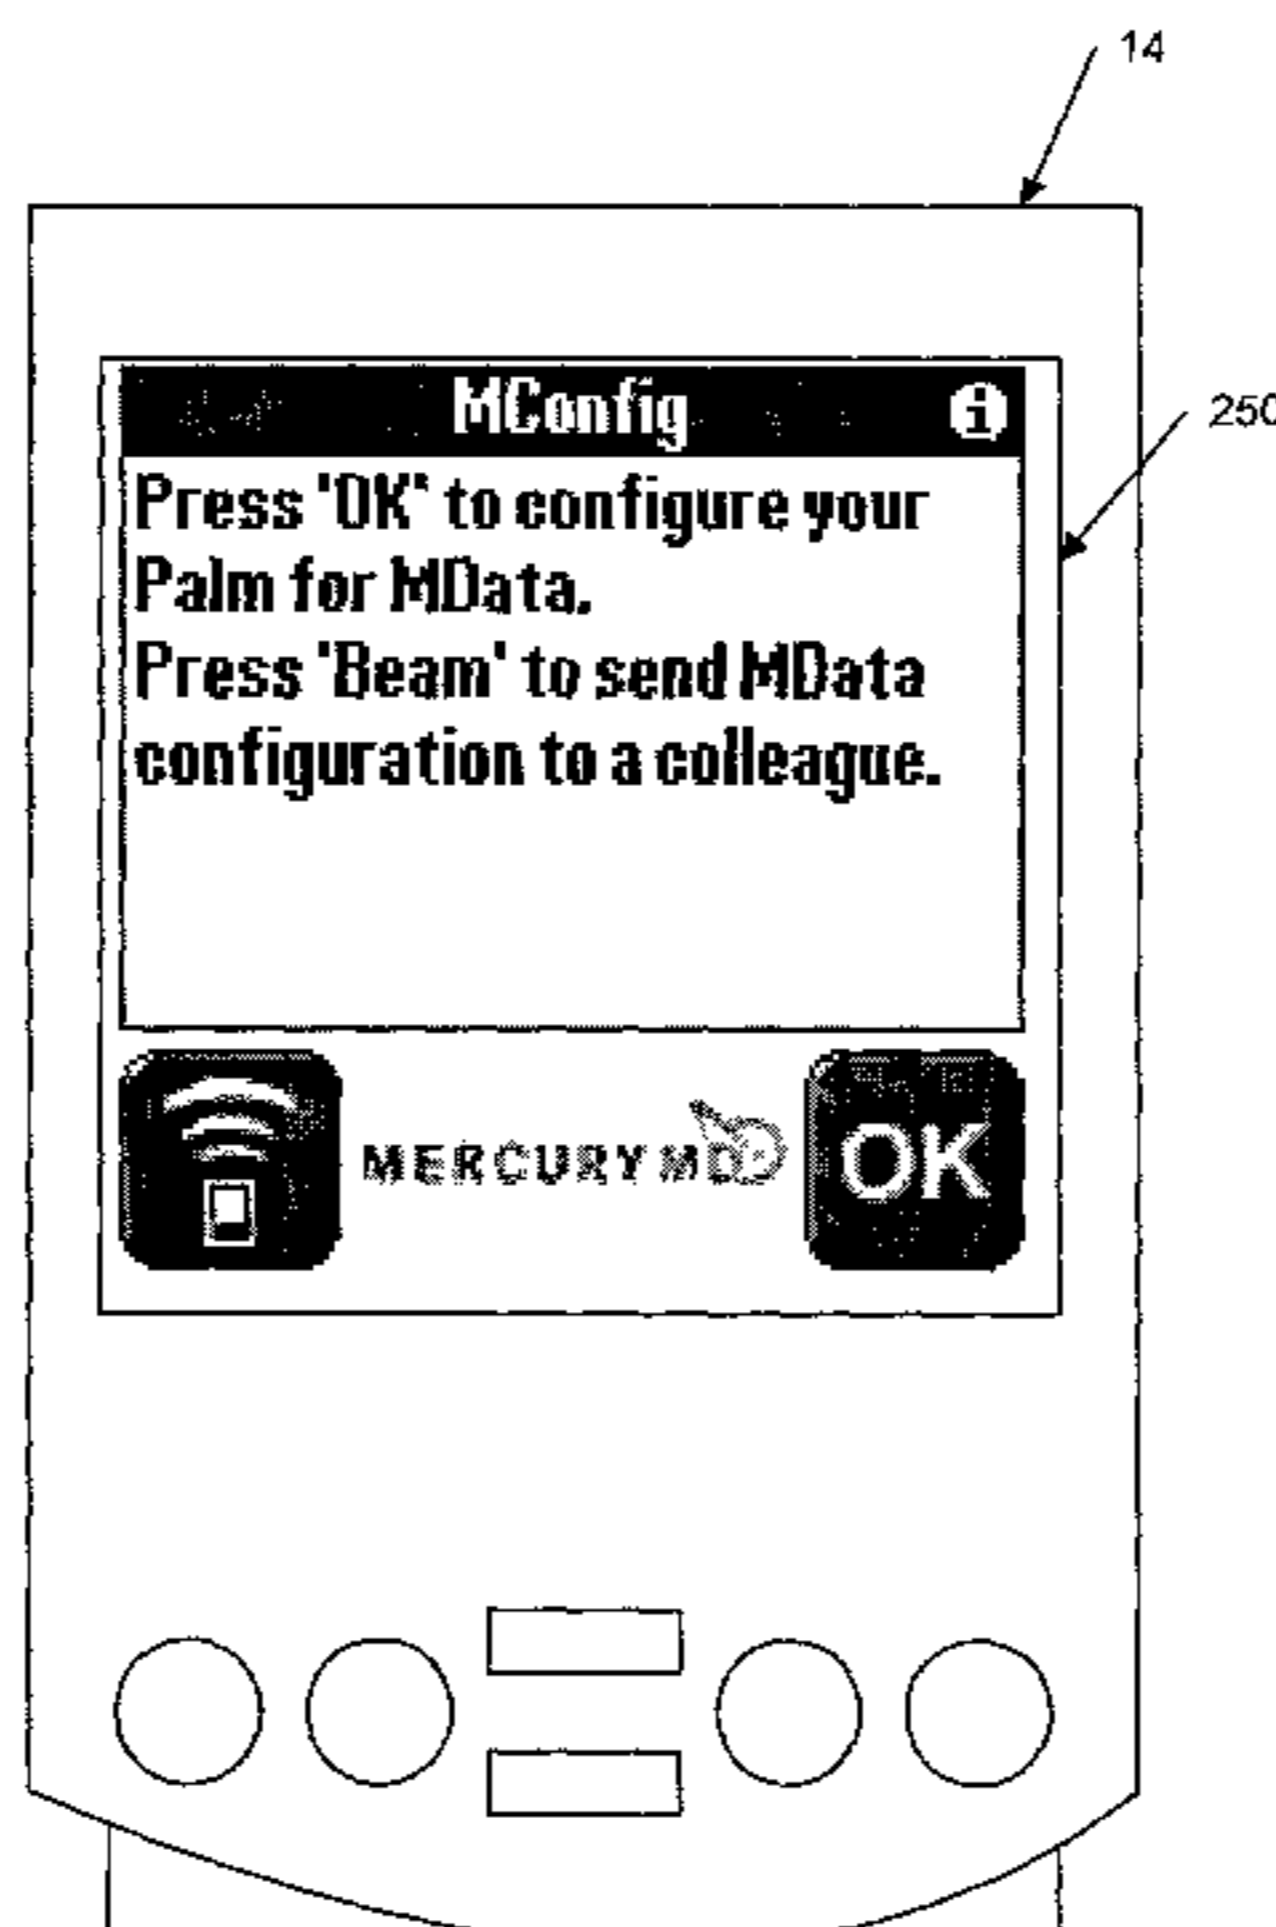 14
MConfig
250
Press 'OK' to configure your
Palm for MData.
Press 'Beam' to send MData
configuration to a colleague.
MERCURY MD
OK